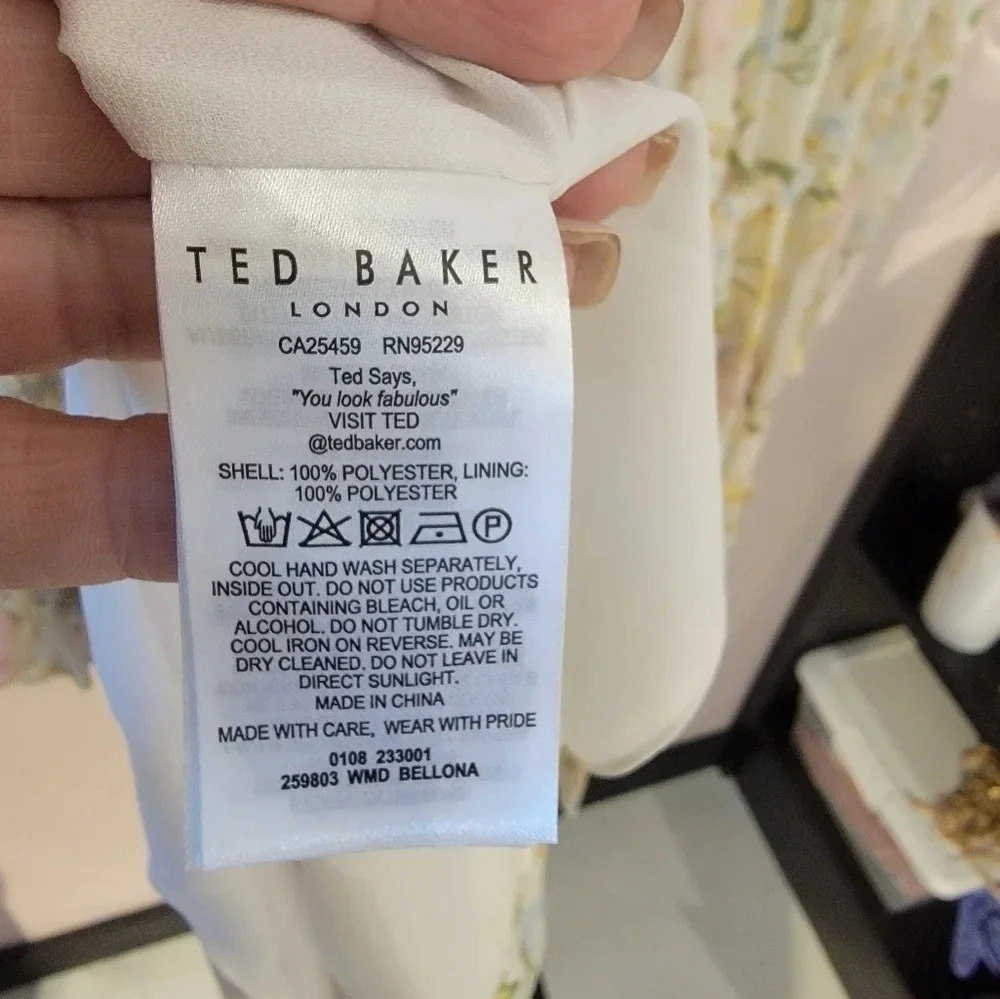 TED BAKER
LONDON
CA25459 RN95229
Ted Says,
"You look fabulous"
VISIT TED
@tedbaker.com
SHELL: 100% POLYESTER, LINING:
100% POLYESTER
P
COOL HAND WASH SEPARATELY,
INSIDE OUT. DO NOT USE PRODUCTS
CONTAINING BLEACH, OIL OR
ALCOHOL. DO NOT TUMBLE DRY.
COOL IRON ON REVERSE. MAY BE
DRY CLEANED. DO NOT LEAVE IN
DIRECT SUNLIGHT.
MADE IN CHINA
MADE WITH CARE, WEAR WITH PRIDE
0108 233001
259803 WMD BELLONA